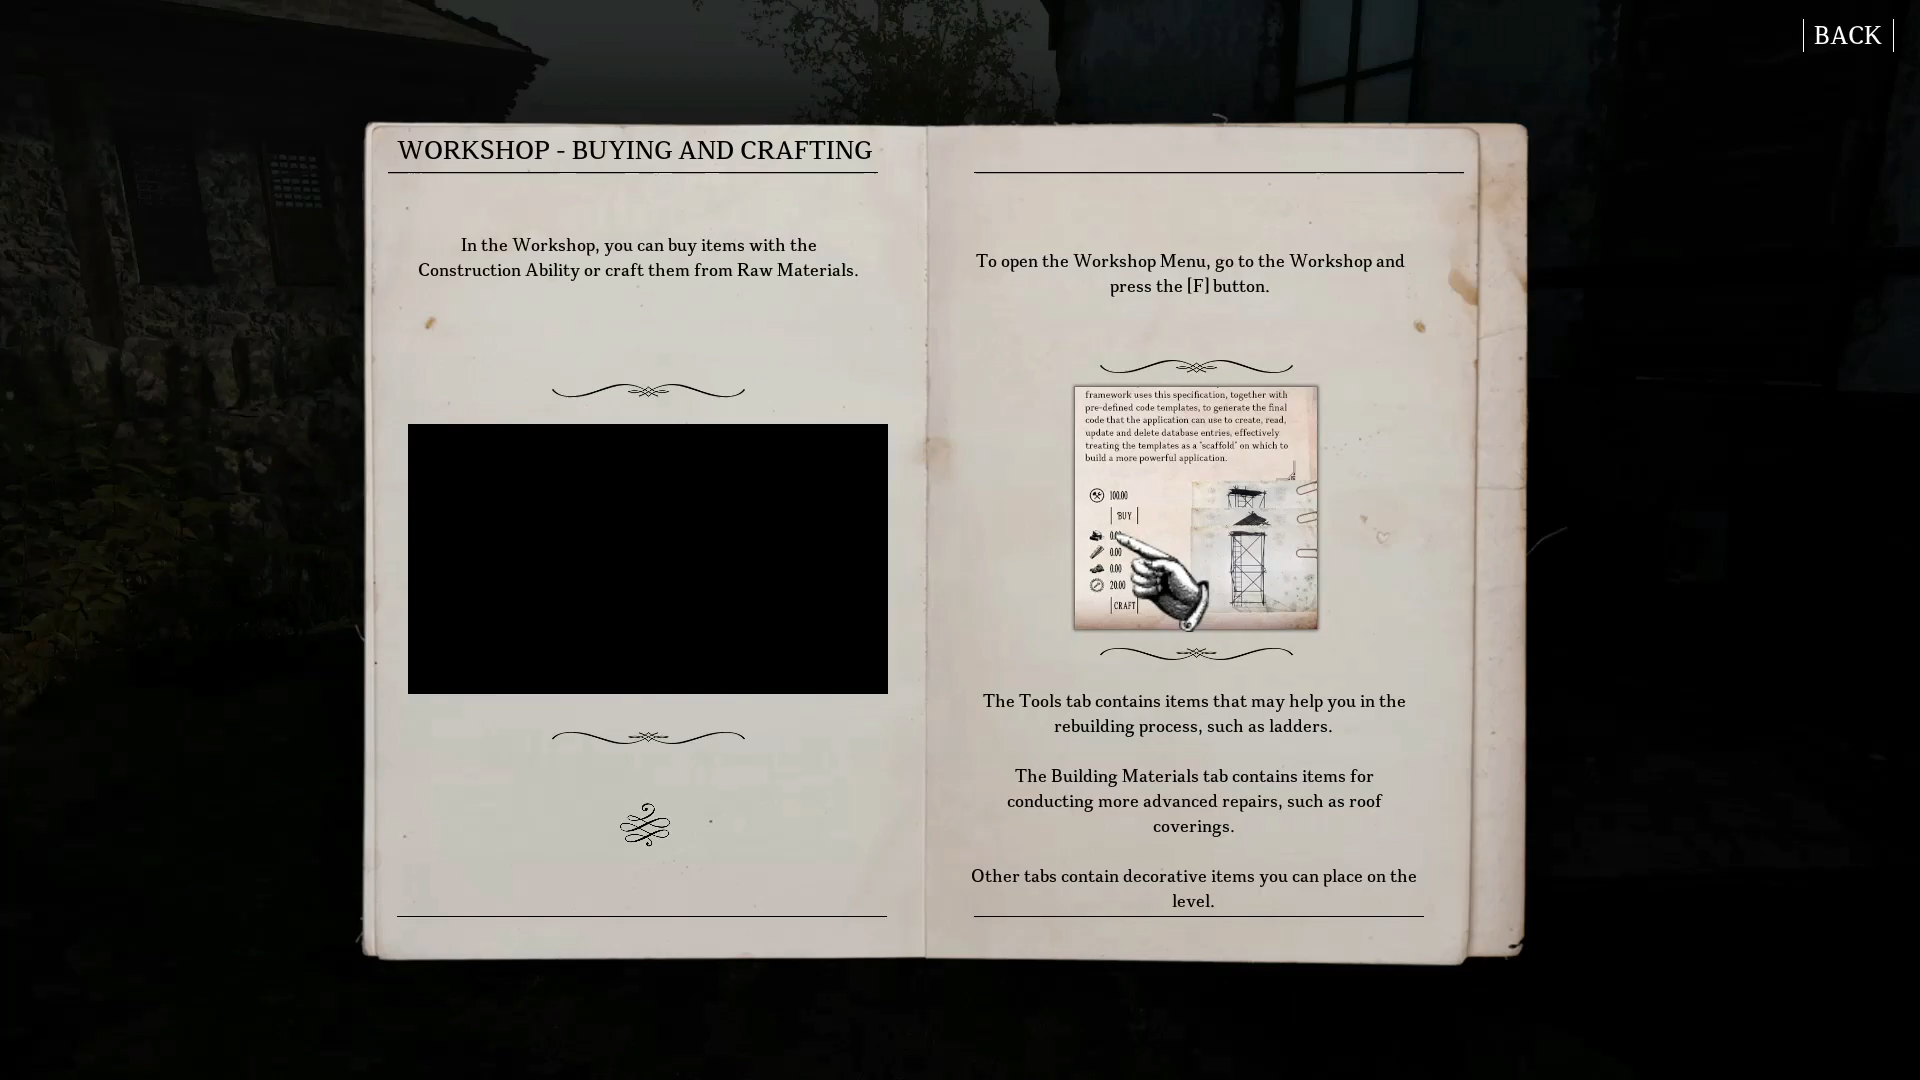 BACK
WORKSHOP - BUYING AND CRAFTING
In the Workshop, you can buy items with the
Construction Ability or craft them from Raw Materials.
To open the Workshop Menu, go to the Workshop and
press the [F] button.
framework uses this specification, together with
pre-defined code templates, to generate the final
code that the application can use to create, read,
update and delete database entries, effectively
treating the templates as a "scaffold" on which to
build a more powerful application.
100.00
BUY
0.00
0.00
20.00
CRAFT
The Tools tab contains items that may help you in the
rebuilding process, such as ladders.
The Building Materials tab contains items for
conducting more advanced repairs, such as roof
coverings.
Other tabs contain decorative items you can place on the
level.